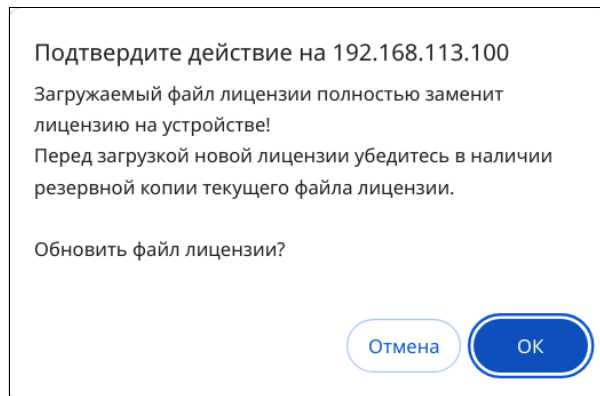 Подтвердите действие на 192.168.113.100
Загружаемый файл лицензии полностью заменит
лицензию на устройстве!
Перед загрузкой новой лицензии убедитесь в наличии
резервной копии текущего файла лицензии.
Обновить файл лицензии?
Отмена
ОК